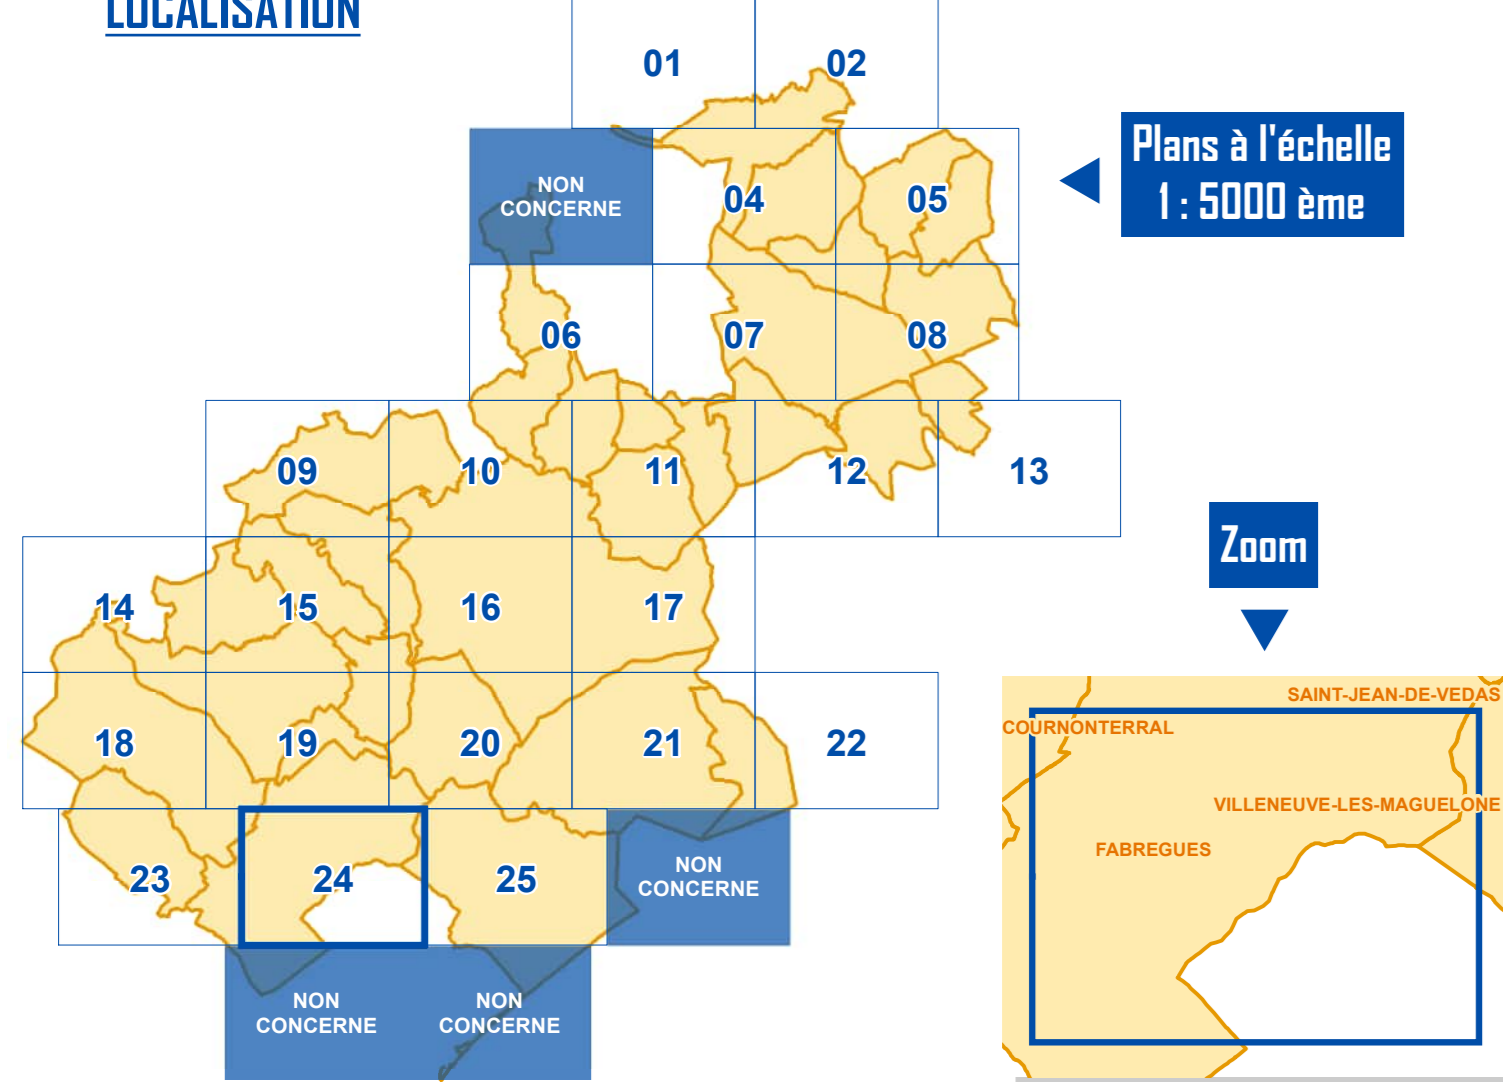 LOCALISATION
01
02
Plans à l'échelle
1 : 5000 ème
NON
CONCERNE
04
05
06
07
08
09
10
11
12
13
Zoom
14
15
16
17
SAINT-JEAN-DE-VEDAS
COURNONTERRAL
18
19
20
21
22
VILLENEUVE-LES-MAGUELONE
FABREGUES
23
24
25
NON
CONCERNE
NON
CONCERNE
NON
CONCERNE